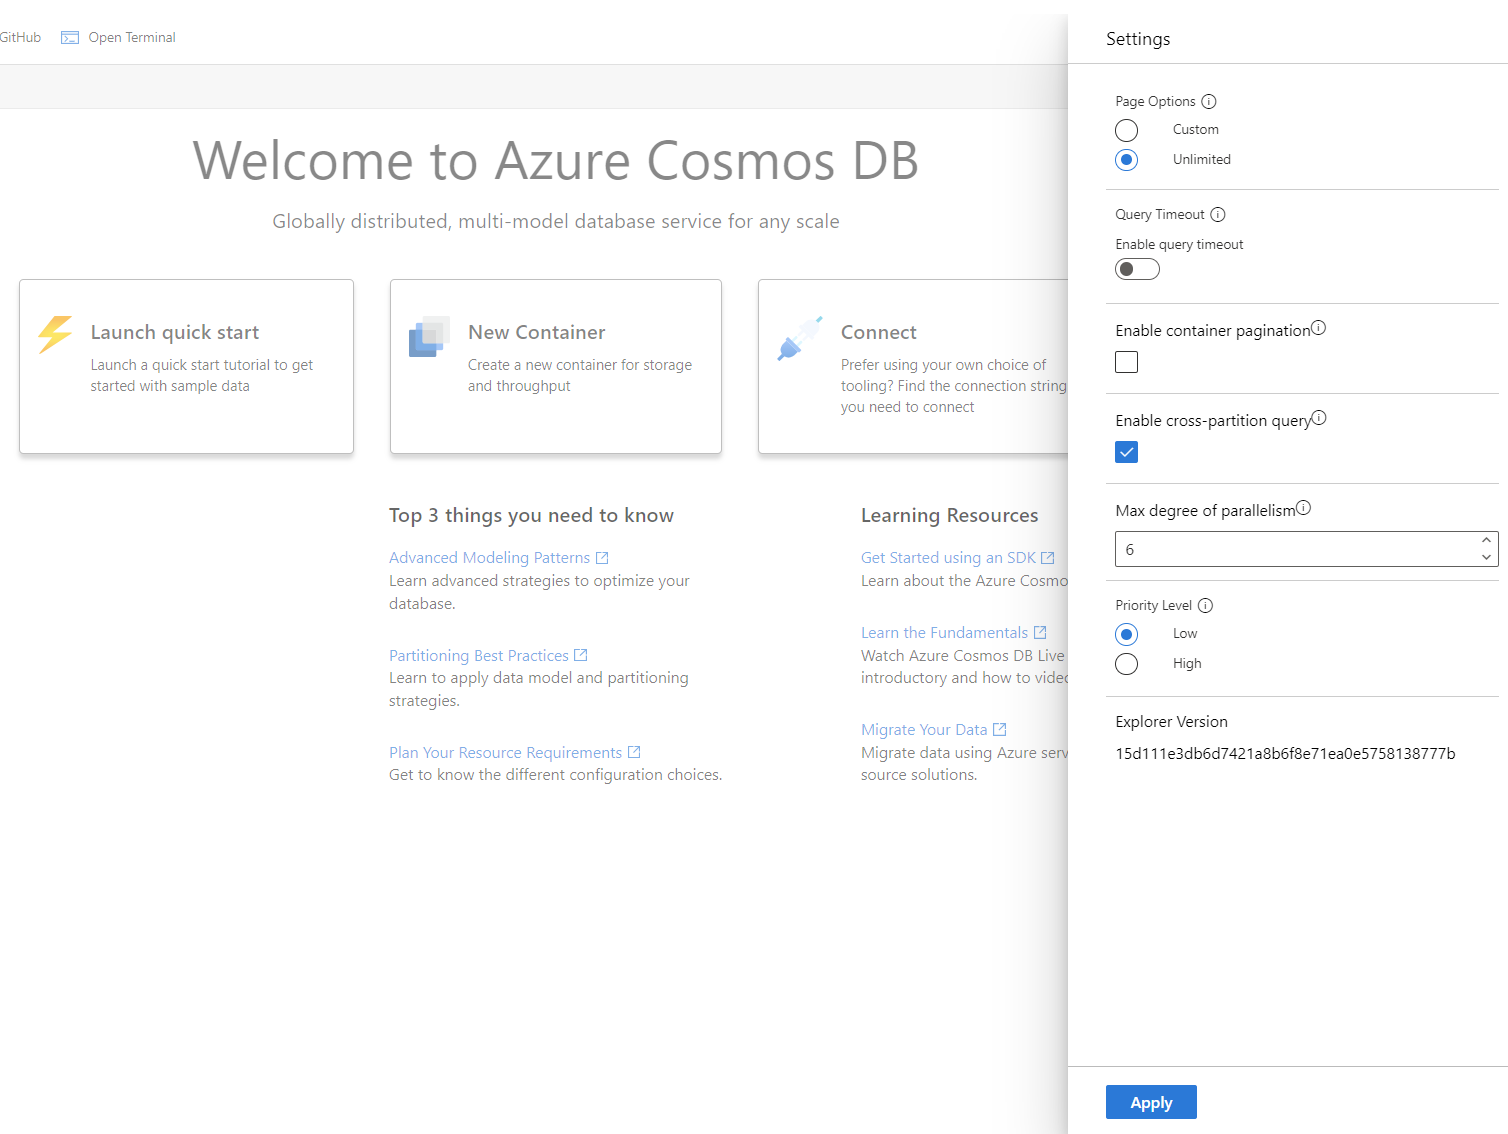 GitHub
Open Terminal
Welcome to Azure Cosmos DB
Globally distributed, multi-model database service for any scale
Launch quick start
Launch a quick start tutorial to get
started with sample data
New Container
Create a new container for storage
and throughput
Connect
Prefer using your own choice of
tooling? Find the connection string
you need to connect
Top 3 things you need to know
Advanced Modeling Patterns
Learn advanced strategies to optimize your
database.
Partitioning Best Practices
Learn to apply data model and partitioning
strategies.
Plan Your Resource Requirements
Get to know the different configuration choices.
Learning Resources
Get Started using an SDK
Learn about the Azure Cosmo
Learn the Fundamentals
Watch Azure Cosmos DB Live
introductory and how to vide
Migrate Your Data
Migrate data using Azure serv
source solutions.
Settings
Page Options
Custom
Unlimited
Query Timeout
Enable query timeout
Enable container pagination
Enable cross-partition query
Max degree of parallelism
6
Priority Level
Low
High
Explorer Version
15d111e3db6d7421a8b6f8e71ea0e5758138777b
Apply